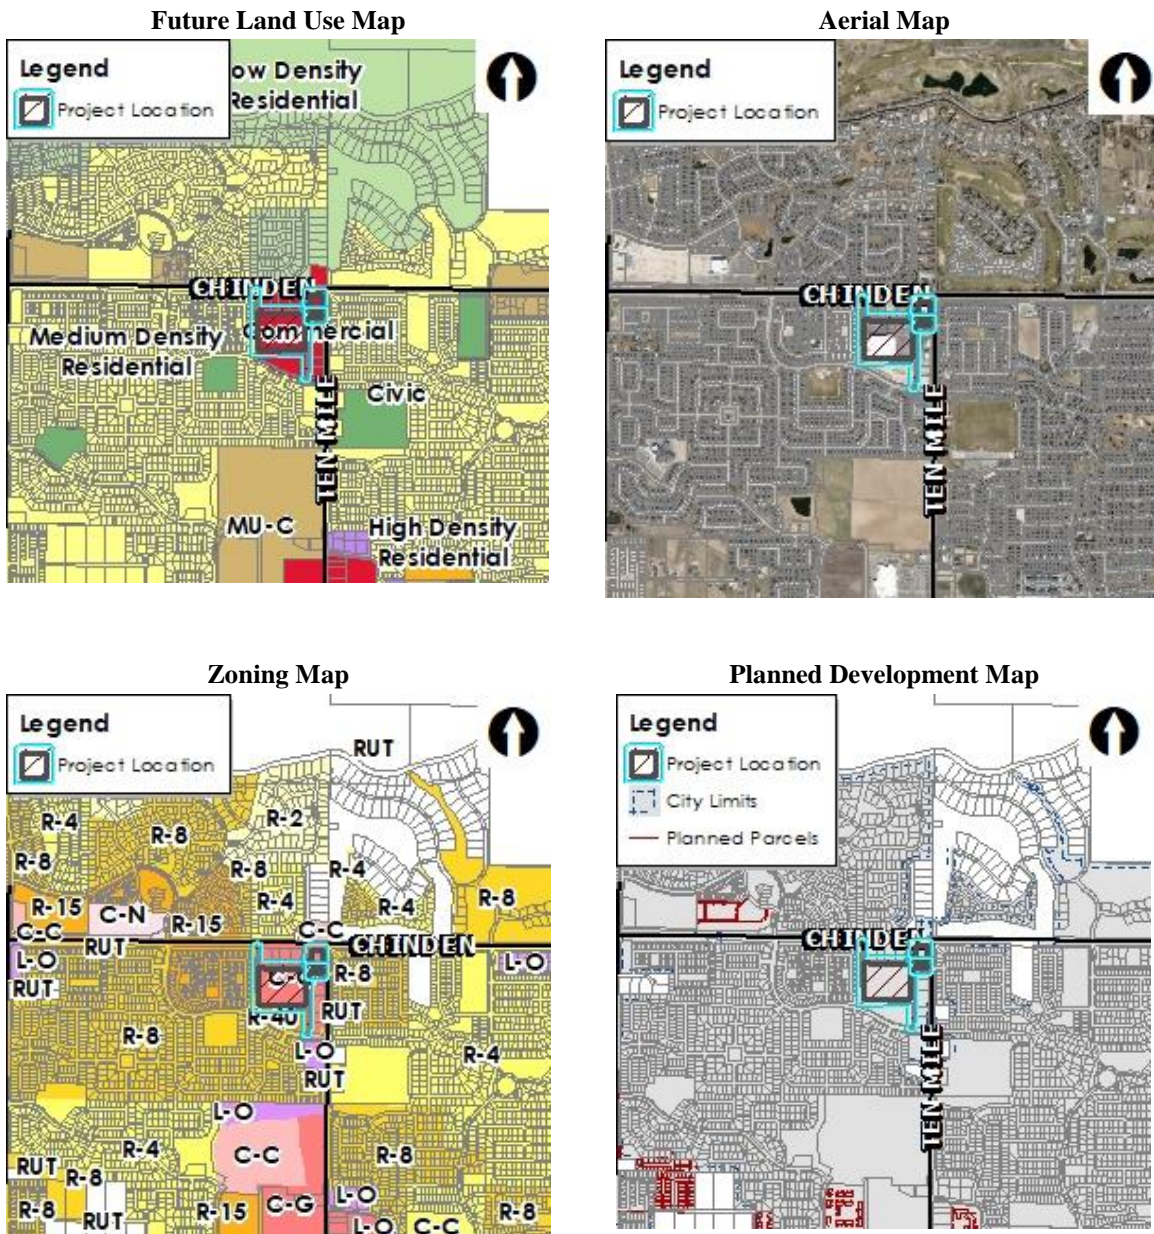 Future Land Use Map
Legend
Project Location
ow Density
Residential
CHINDEN
Commercial
Medium Density
Residential
Civic
TEN MILE
MU-C
High Density
Residential
Aerial Map
Legend
Project Location
CHINDEN
TEN MILE
Zoning Map
Legend
Project Location
RUT
R-4
R-8
R-2
R-8
R-8
R-4
R-4
R-4
R-8
R-15
C-N
R-15
C-C
C-C
RUT
CHINDEN
L-O
RUT
R-8
L-O
R-40
RUT
R-8
L-O
RUT
R-4
L-O
R-4
C-C
R-8
RUT
R-8
R-8
RUT
R-15
C-G
L-O
L-O
C-C
R-8
Planned Development Map
Legend
Project Location
City Limits
Planned Parcels
CHINDEN
TEN MILE